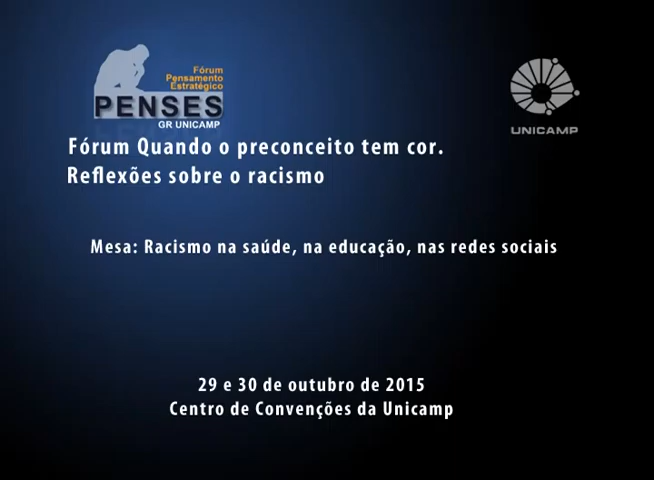 Fórum
Pensamento
Estratégico
PENSES
GR UNICAMP
UNICAMP
Fórum Quando o preconceito tem cor.
Reflexões sobre o racismo
Mesa: Racismo na saúde, na educação, nas redes sociais
29 e 30 de outubro de 2015
Centro de Convenções da Unicamp